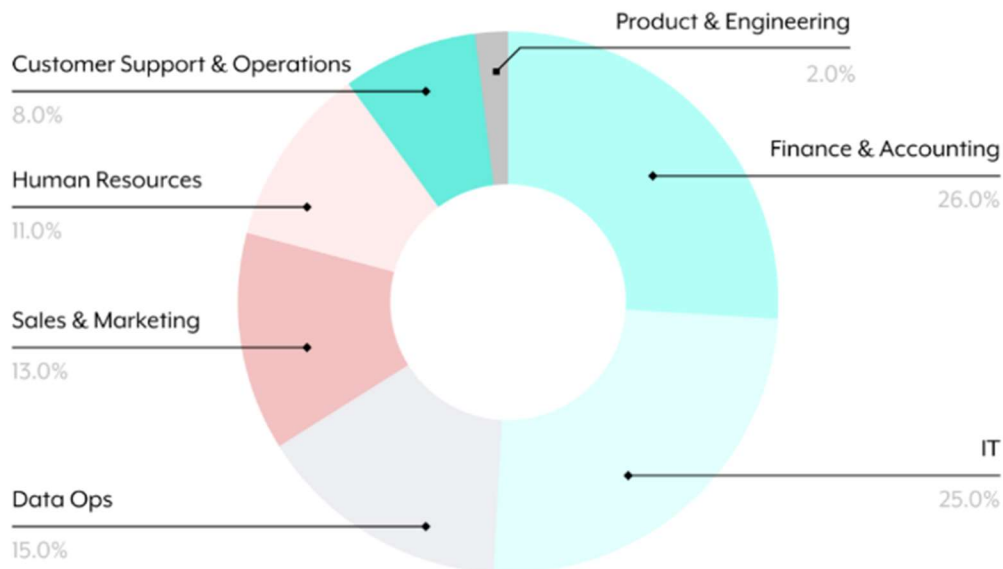 Product & Engineering
2.0%
Customer Support & Operations
8.0%
Finance & Accounting
26.0%
Human Resources
11.0%
Sales & Marketing
13.0%
IT
25.0%
Data Ops
15.0%